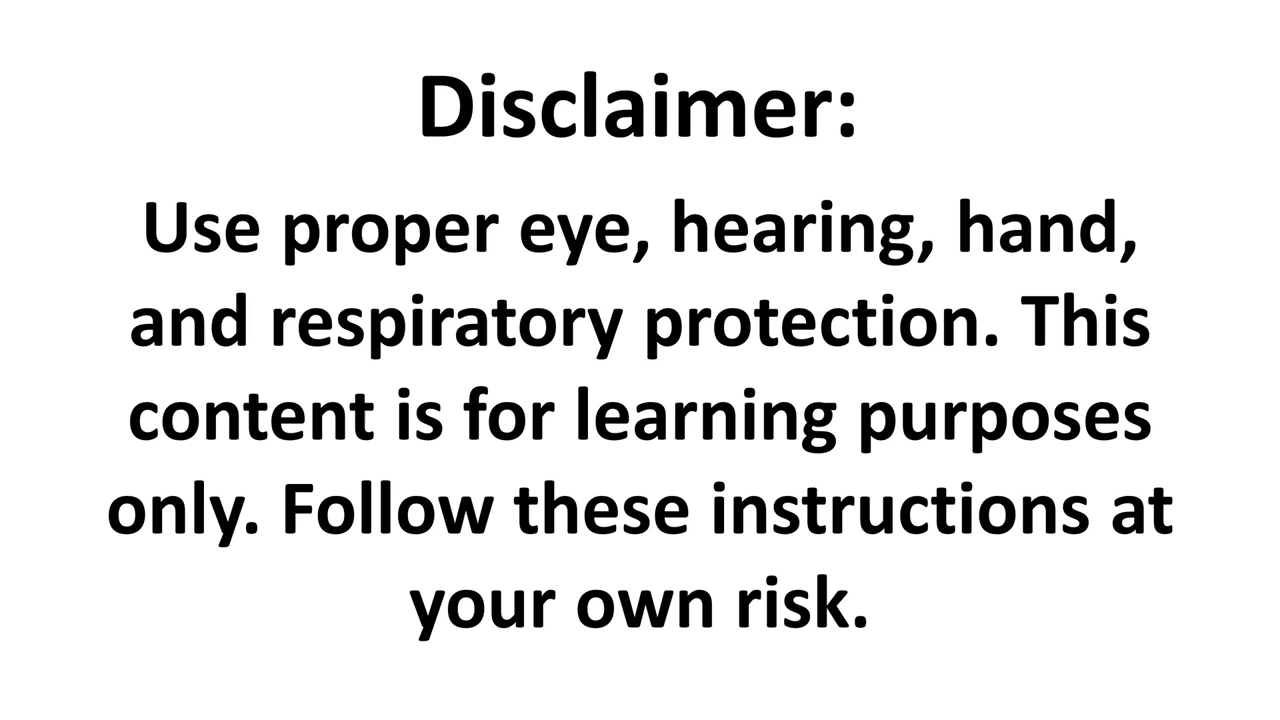 Disclaimer:
Use proper eye, hearing, hand,
and respiratory protection. This
content is for learning purposes
only. Follow these instructions at
your own risk.